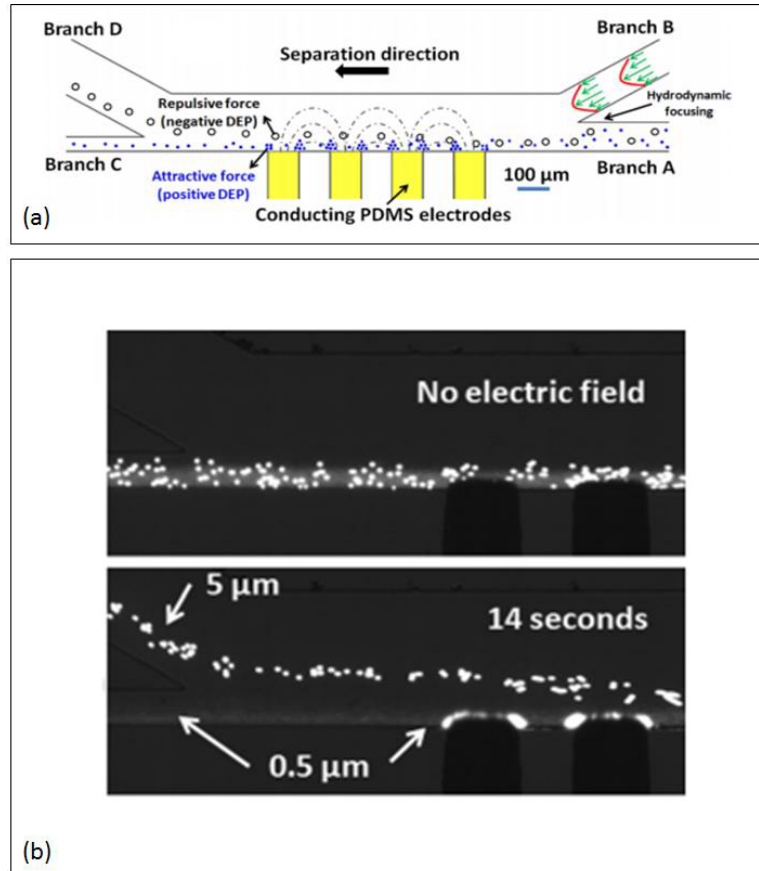 Branch D
Separation direction
Branch B
Repulsive force
(negative DEP)
Hydrodynamic
focusing
Branch C
Attractive force
(positive DEP)
100 μm
Branch A
Conducting PDMS electrodes
(a)
No electric field
5 μm
14 seconds
0.5 μm
(b)